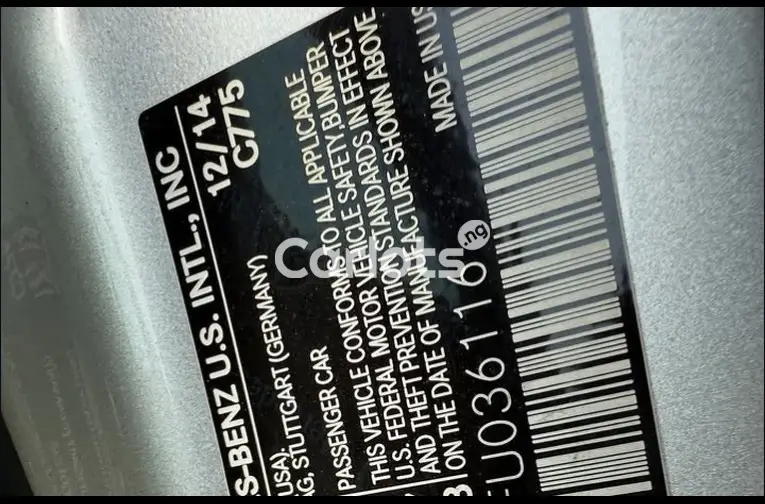 S-BENZ U.S. INTL., INC
12/14
C775
USA),
G, STUTTGART (GERMANY)
PASSENGER CAR
THIS VEHICLE CONFORMS TO ALL APPLICABLE
U.S. FEDERAL MOTOR VEHICLE SAFETY, BUMPER
AND THEFT PREVENTION STANDARDS IN EFFECT
ON THE DATE OF MANUFACTURE SHOWN ABOVE
MADE IN US
U036116
Carlots
.ng